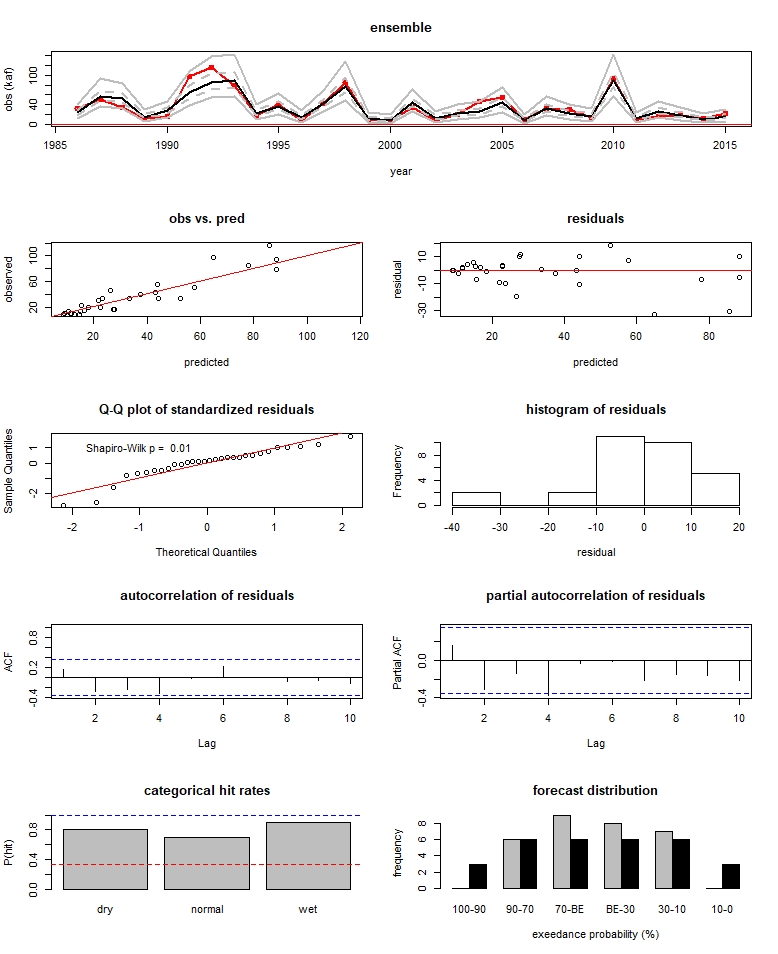 ensemble
obs (kaf)
0 40 100
1985 1990 1995 2000 2005 2010 2015
year
obs vs. pred
observed
20 60 100
20 40 60 80 100 120
predicted
residuals
residual
-30 -10 10
20 40 60 80
predicted
Q-Q plot of standardized residuals
Sample Quantiles
-2 0 1
Shapiro-Wilk p = 0.01
-2 -1 0 1 2
Theoretical Quantiles
histogram of residuals
Frequency
0 4 8
-40 -30 -20 -10 0 10 20
residual
autocorrelation of residuals
ACF
-0.4 0.2 0.8
2 4 6 8 10
Lag
partial autocorrelation of residuals
Partial ACF
-0.4 0.0
2 4 6 8 10
Lag
categorical hit rates
P(hit)
0.0 0.4 0.8
dry normal wet
forecast distribution
frequency
0 2 4 6 8
100-90 90-70 70-BE BE-30 30-10 10-0
exeedance probability (%)